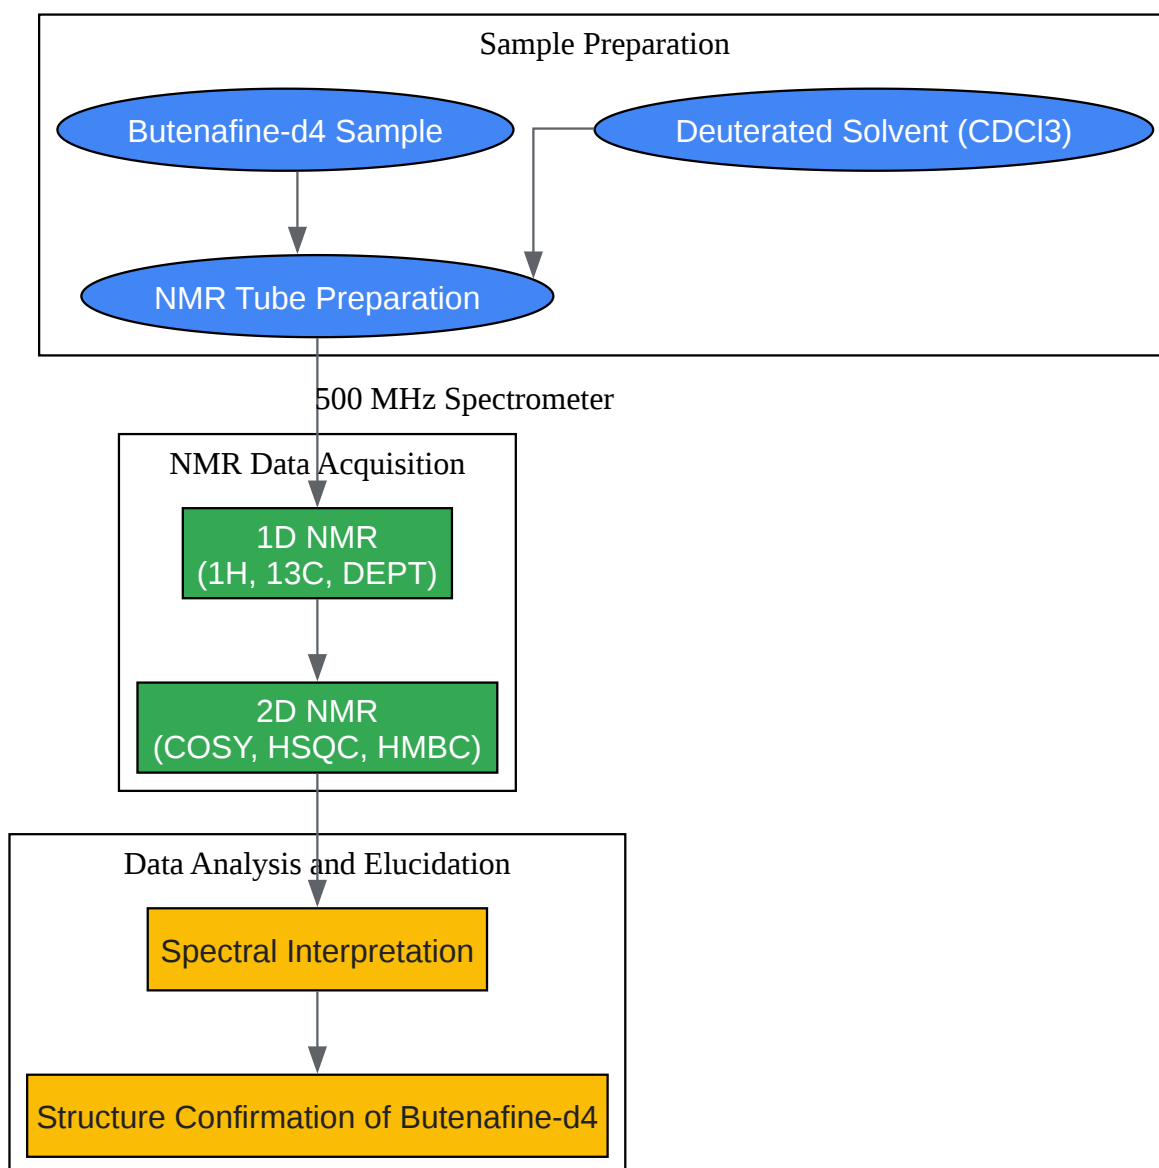 Sample Preparation
Butenafine-d4 Sample
Deuterated Solvent (CDCl3)
NMR Tube Preparation
500 MHz Spectrometer
NMR Data Acquisition
1D NMR
(1H, 13C, DEPT)
2D NMR
(COSY, HSQC, HMBC)
Data Analysis and Elucidation
Spectral Interpretation
Structure Confirmation of Butenafine-d4